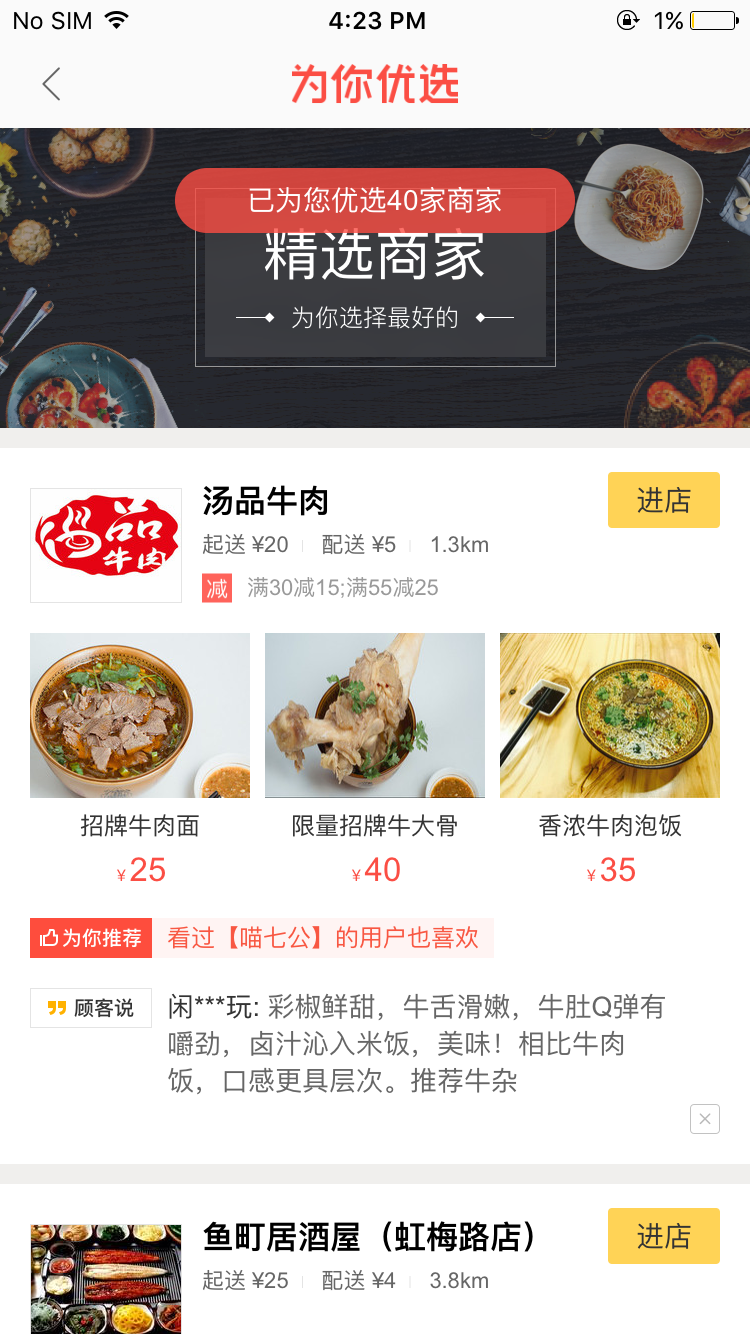 No SIM 4:23 PM 1%
为你优选
已为您优选40家商家
精选商家
为你选择最好的
汤品牛肉 进店
汤品
牛肉
起送 ¥20 配送 ¥5 1.3km
减 满30减15;满55减25
招牌牛肉面 限量招牌牛大骨 香浓牛肉泡饭
¥25 ¥40 ¥35
为你推荐 看过【喵七公】的用户也喜欢
顾客说 闲***玩: 彩椒鲜甜，牛舌滑嫩，牛肚Q弹有
嚼劲，卤汁沁入米饭，美味！相比牛肉
饭，口感更具层次。推荐牛杂
鱼町居酒屋（虹梅路店） 进店
起送 ¥25 配送 ¥4 3.8km